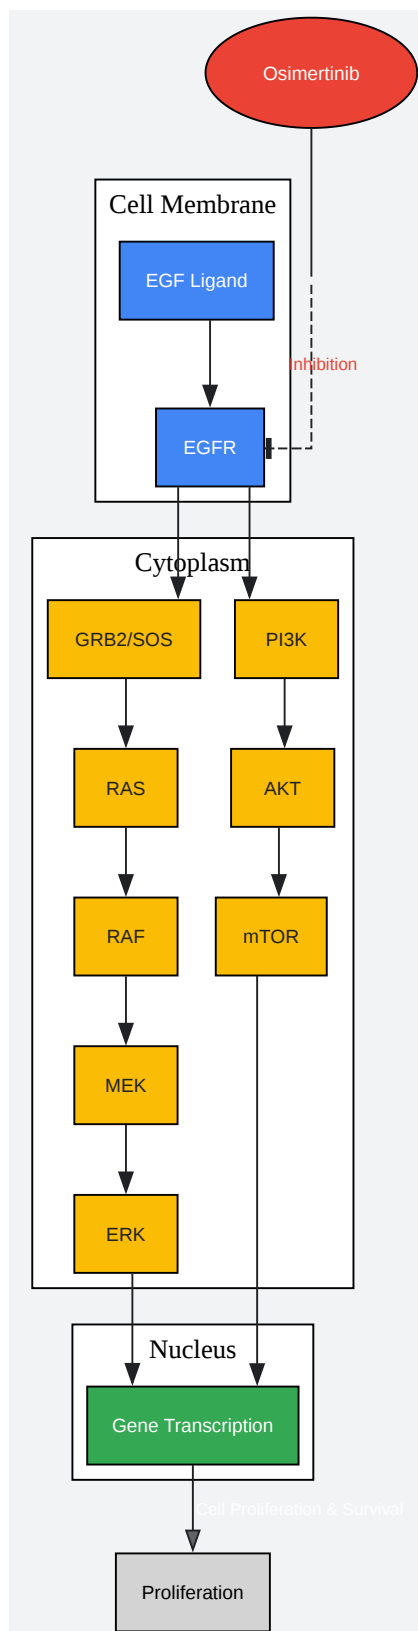 Osimertinib
Cell Membrane
EGF Ligand
Inhibition
EGFR
Cytoplasm
GRB2/SOS
PI3K
RAS
AKT
RAF
mTOR
MEK
ERK
Nucleus
Gene Transcription
Cell Proliferation & Survival
Proliferation